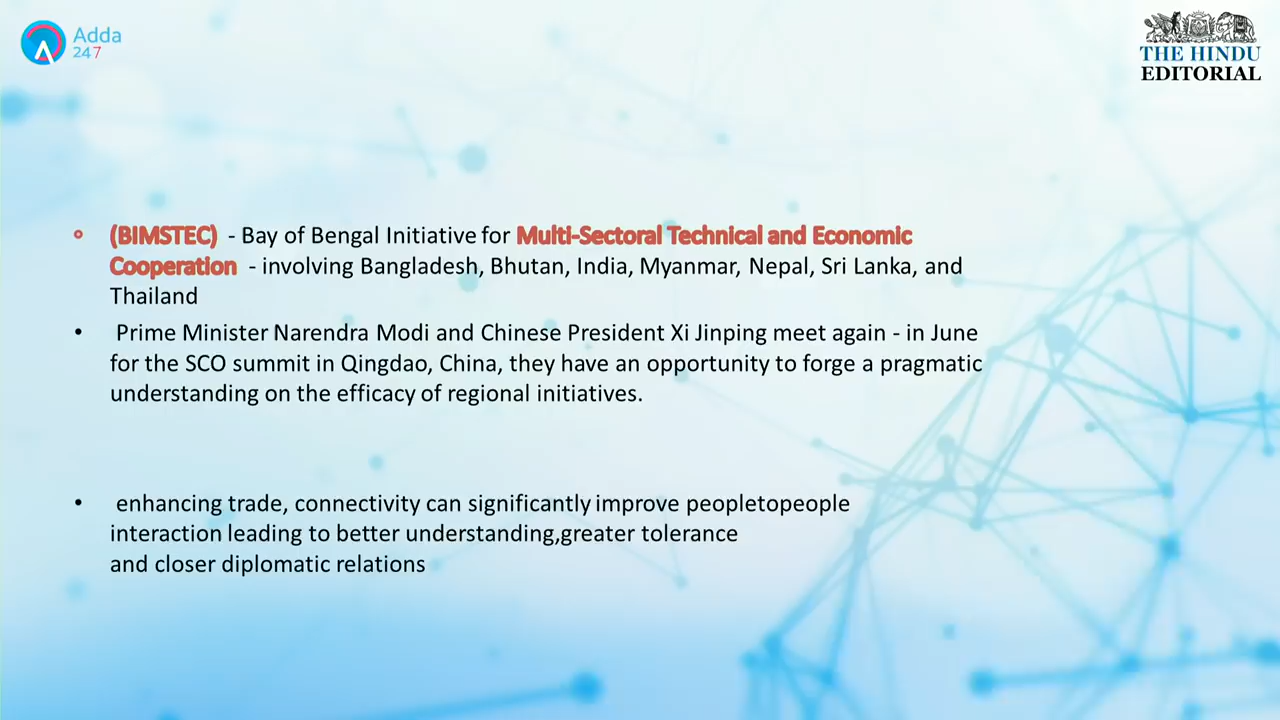 Adda
247
THE HINDU
EDITORIAL
(BIMSTEC) - Bay of Bengal Initiative for Multi-Sectoral Technical and Economic
Cooperation - involving Bangladesh, Bhutan, India, Myanmar, Nepal, Sri Lanka, and
Thailand
• Prime Minister Narendra Modi and Chinese President Xi Jinping meet again - in June
for the SCO summit in Qingdao, China, they have an opportunity to forge a pragmatic
understanding on the efficacy of regional initiatives.
• enhancing trade, connectivity can significantly improve peopletopeople
interaction leading to better understanding,greater tolerance
and closer diplomatic relations